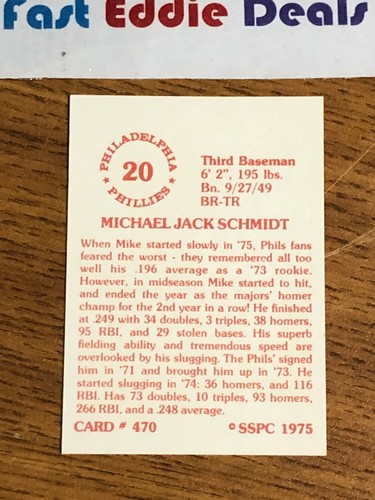 Fast Eddie Deals
PHILADELPHIA
20
PHILLIES
Third Baseman
6' 2", 195 lbs.
Bn. 9/27/49
BR-TR
MICHAEL JACK SCHMIDT
When Mike started slowly in '75, Phils fans
feared the worst - they remembered all too
well his .196 average as a '73 rookie.
However, in midseason Mike started to hit,
and ended the year as the majors' homer
champ for the 2nd year in a row! He finished
at .249 with 34 doubles, 3 triples, 38 homers,
95 RBI, and 29 stolen bases. His superb
fielding ability and tremendous speed are
overlooked by his slugging. The Phils' signed
him in '71 and brought him up in '73. He
started slugging in '74: 36 homers, and 116
RBI. Has 73 doubles, 10 triples, 93 homers,
266 RBI, and a .248 average.
CARD # 470
© SSPC 1975